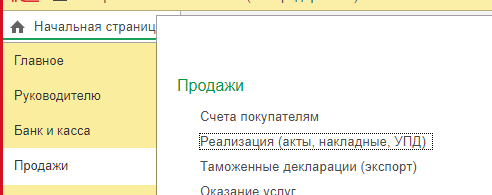 Начальная страниц
Главное
Руководителю
Банк и касса
Продажи
Продажи
Счета покупателям
Реализация (акты, накладные, УПД)
Таможенные декларации (экспорт)
Оказание услуг